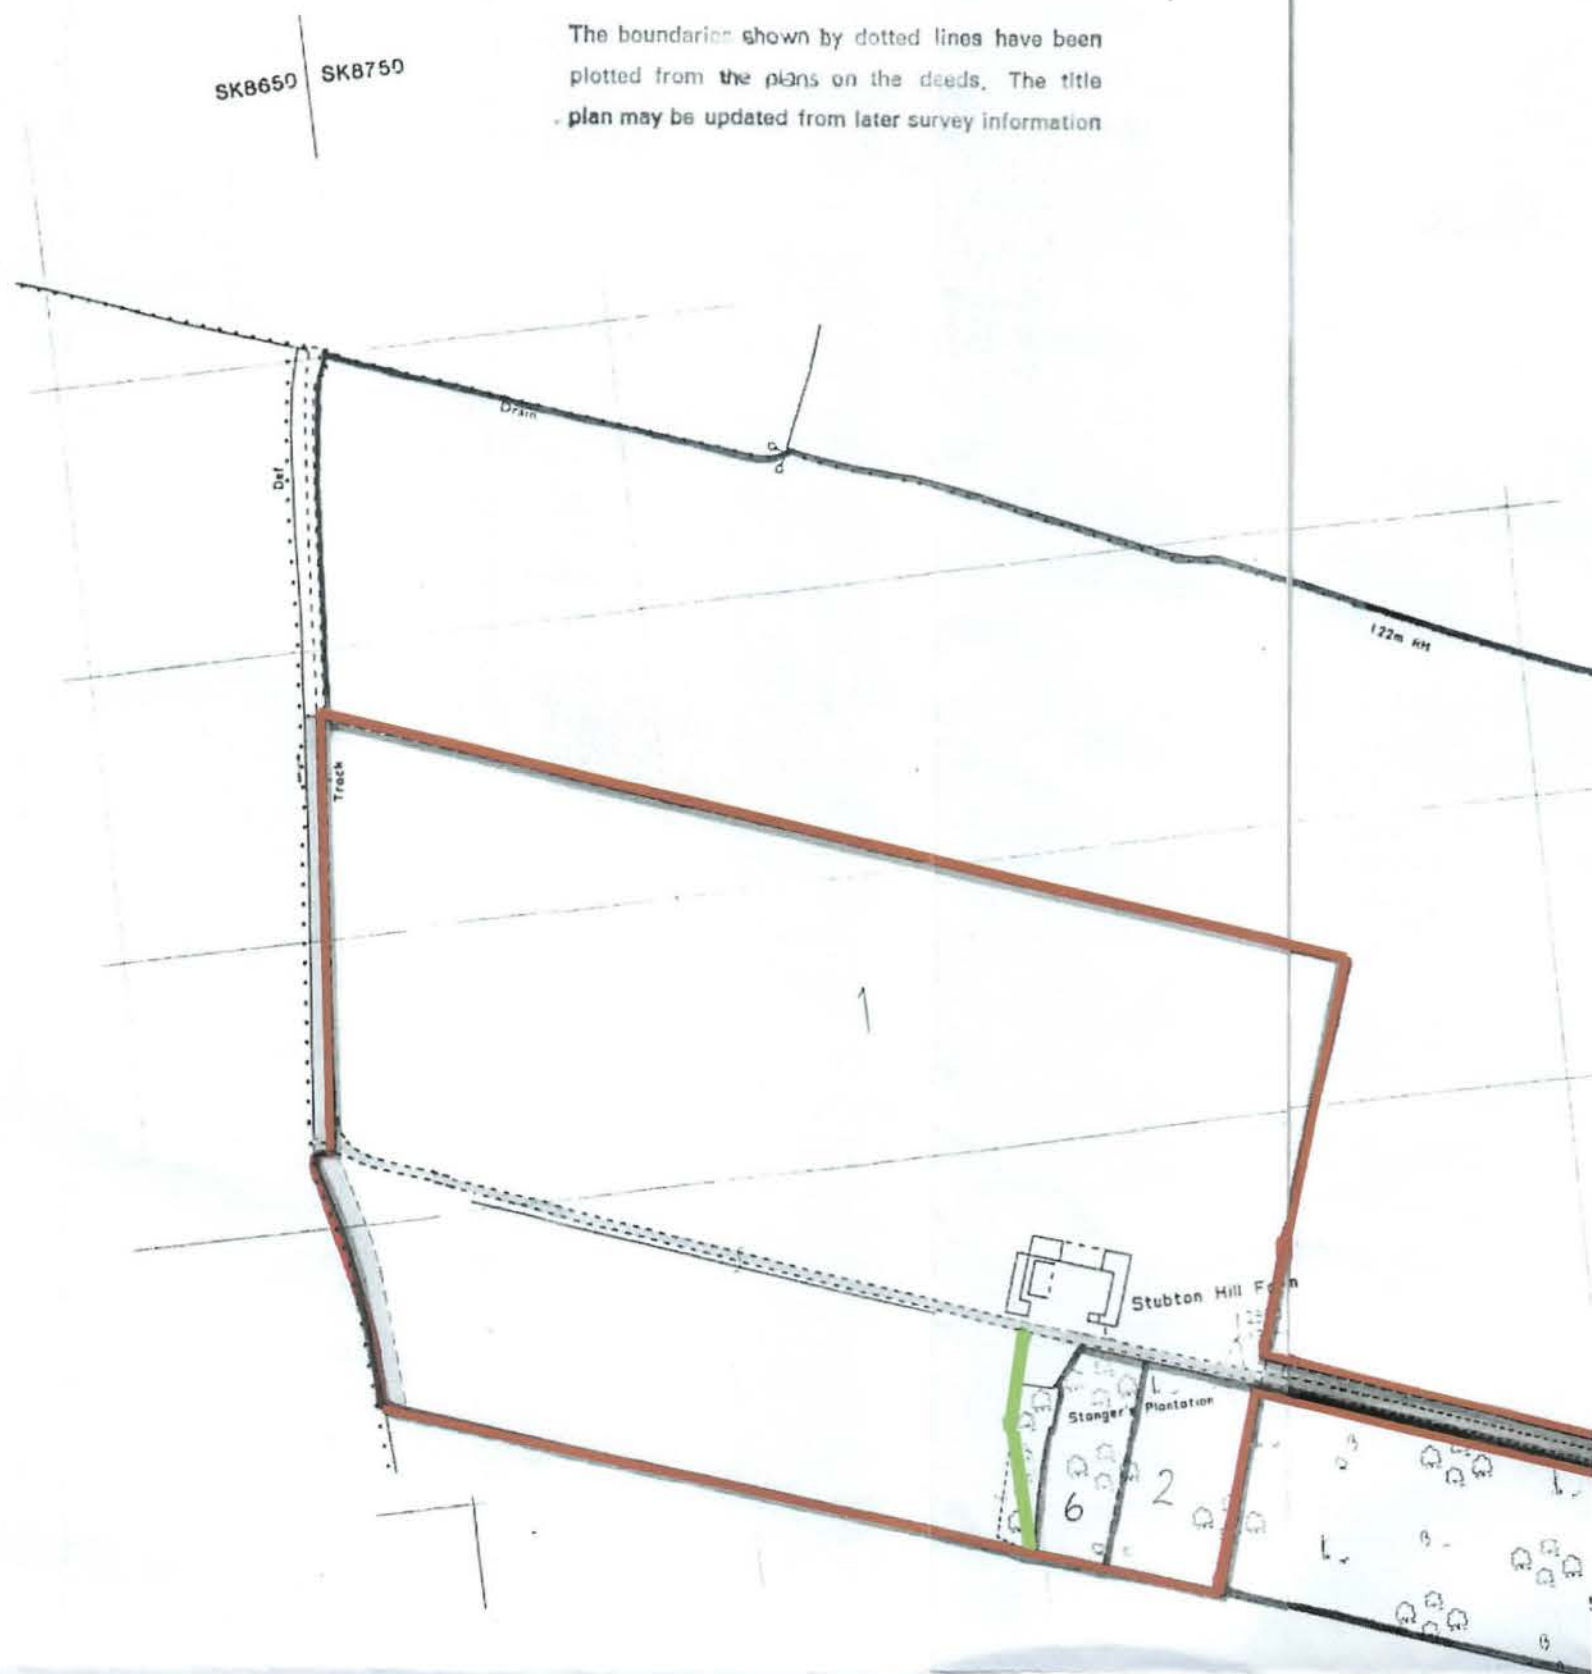 The boundaries shown by dotted lines have been
plotted from the plans on the deeds. The title
plan may be updated from later survey information
SK8650
SK8750
Drain
Def
122m RH
Track
1
Stubton Hill Farm
Stanger's Plantation
6
2